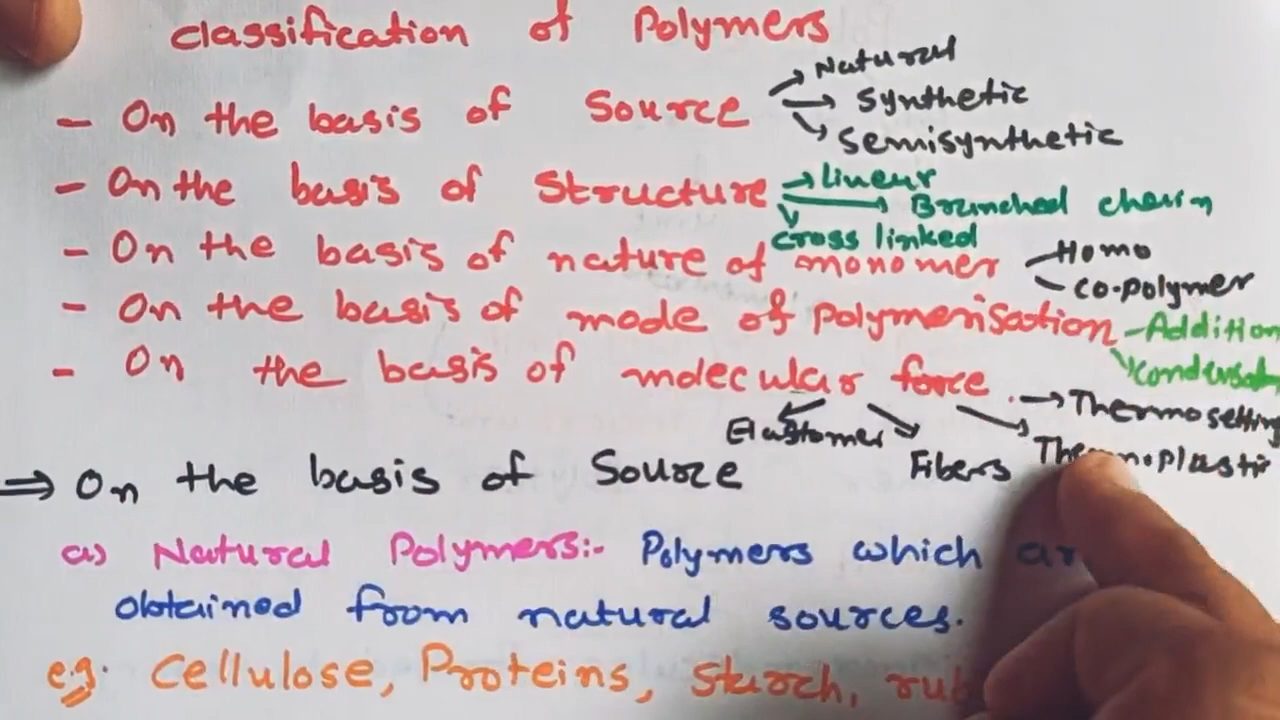 classification of Polymers
- On the basis of Source → Natural
→ Synthetic
→ Semisynthetic
- On the basis of Structure → Linear
→ Branched chain
cross linked
- On the basis of nature of monomer - Homo
- co-polymer
- On the basis of mode of Polymerisation - Addition
- On the basis of molecular force → Thermosetting
Elastomer Fibers
⇒ On the basis of Source
a) Natural Polymers:- Polymers which
obtained from natural sources.
e.g. Cellulose, Proteins, Starch,